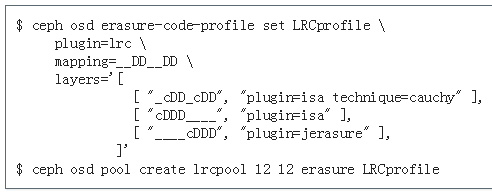 $ ceph osd erasure-code-profile set LRCprofile \
plugin=lrc \
mapping=__DD__DD \
layers='[
[ "_cDD_cDD", "plugin=isa technique=cauchy" ],
[ "cDDD____", "plugin=isa" ],
[ "____cDDD", "plugin=jerasure" ],
]'
$ ceph osd pool create lrcpool 12 12 erasure LRCprofile